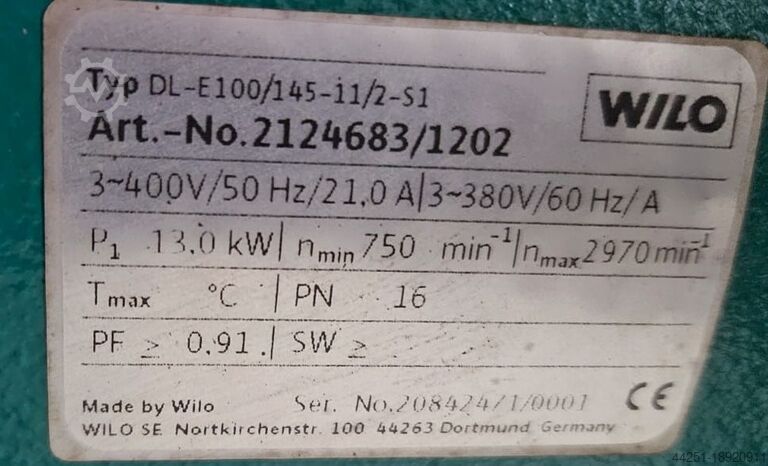 Typ DL-E100/145-11/2-S1
WILO
Art.-No.2124683/1202
3~400V/50 Hz/21,0 A|3~380V/60 Hz/ A
P₁ 13.0 kW| nmin 750 min⁻¹|nmax 2970 min⁻¹
Tmax °C | PN 16
PF ≥ 0.91 .| SW ≥
Made by Wilo Ser. No.208424/1/0001 CE
WILO SE Nortkirchenstr. 100 44263 Dortmund Germany
44251-18920911